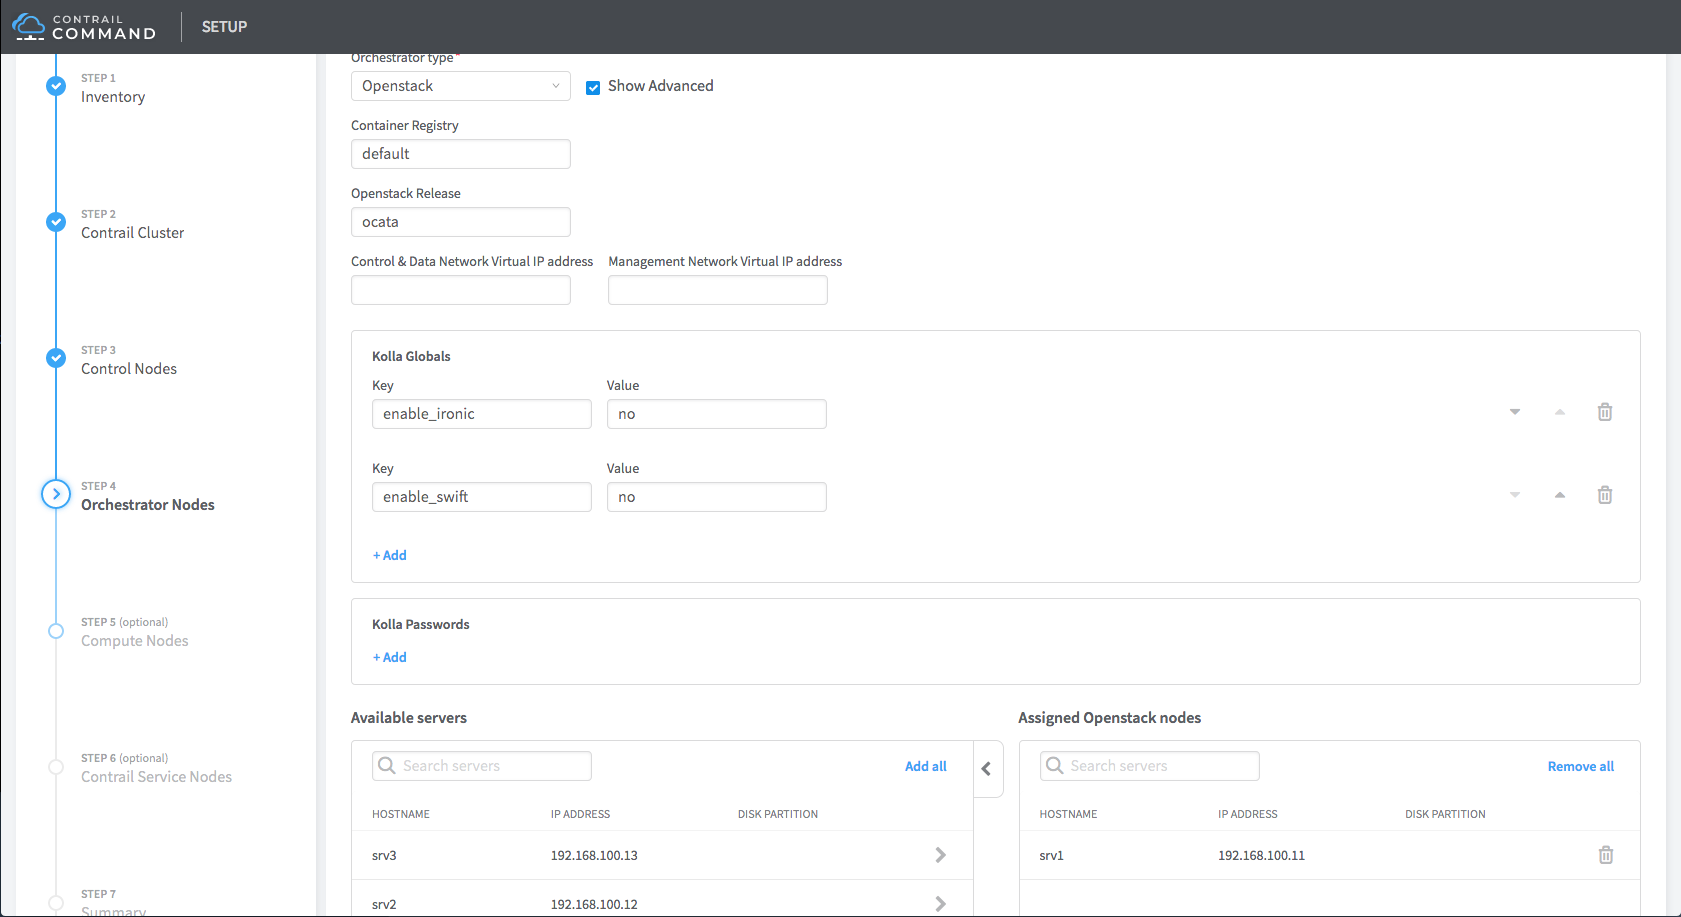 CONTRAIL
COMMAND
SETUP
STEP 1
Inventory
STEP 2
Contrail Cluster
STEP 3
Control Nodes
STEP 4
Orchestrator Nodes
STEP 5 (optional)
Compute Nodes
STEP 6 (optional)
Contrail Service Nodes
STEP 7
Summary
Orchestrator type*
Openstack
Show Advanced
Container Registry
default
Openstack Release
ocata
Control & Data Network Virtual IP address
Management Network Virtual IP address
Kolla Globals
Key Value
enable_ironic no
Key Value
enable_swift no
+ Add
Kolla Passwords
+ Add
Available servers
Search servers Add all
HOSTNAME IP ADDRESS DISK PARTITION
srv3 192.168.100.13
srv2 192.168.100.12
Assigned Openstack nodes
Search servers Remove all
HOSTNAME IP ADDRESS DISK PARTITION
srv1 192.168.100.11